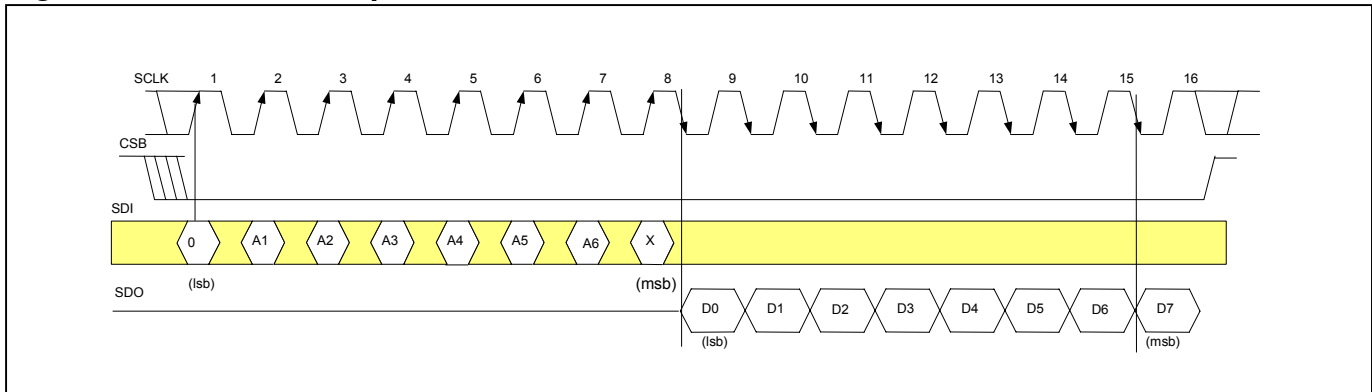 SCLK 1 2 3 4 5 6 7 8 9 10 11 12 13 14 15 16
CSB
SDI
0 A1 A2 A3 A4 A5 A6 X
(lsb) (msb)
SDO
D0 D1 D2 D3 D4 D5 D6 D7
(lsb) (msb)